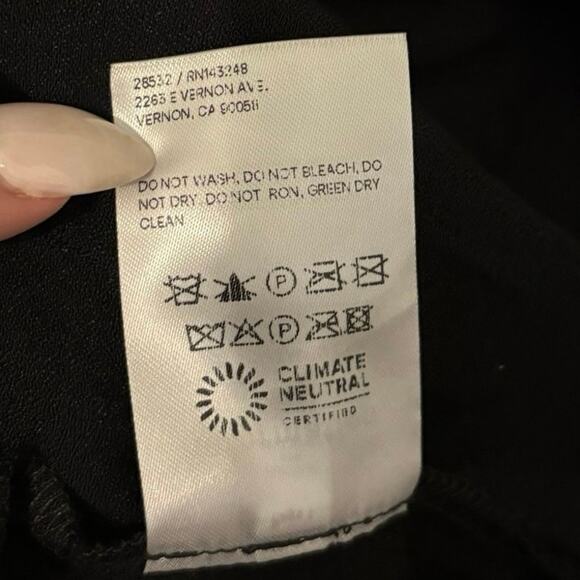 28532 / RN143248
2263 E VERNON AVE.
VERNON, CA 90058
DO NOT WASH, DO NOT BLEACH, DO
NOT DRY, DO NOT IRON, GREEN DRY
CLEAN
P
P
CLIMATE
NEUTRAL
CERTIFIED